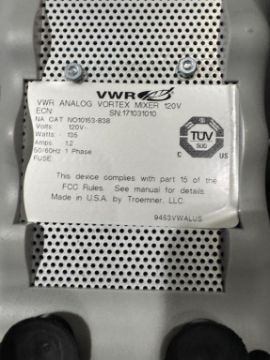 VWR
VWR ANALOG VORTEX MIXER 120V
ECN: SN:171031010
NA CAT NO10153-838
Volts: 120V~
Watts: 135
Amps: 1.2
50/60HZ 1 Phase
FUSE:
TÜV
SÜD
C US
This device complies with part 15 of the
FCC Rules. See manual for details.
Made in U.S.A. by Troemner, LLC.
9453VWALUS